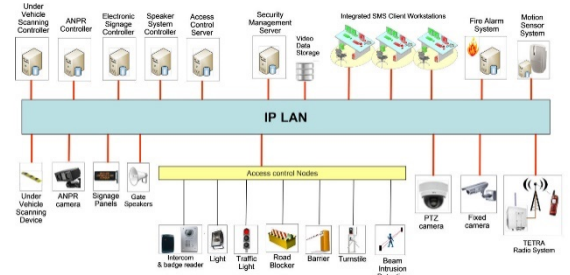 Under
Vehicle
Scanning
Controller
ANPR
Controller
Electronic
Signage
Controller
Speaker
System
Controller
Access
Control
Server
Security
Management
Server
Video
Data
Storage
Integrated SMS Client Workstations
Fire Alarm
System
Motion
Sensor
System
IP LAN
Under
Vehicle
Scanning
Device
ANPR
camera
Signage
Panels
Gate
Speakers
Access control Nodes
Intercom
& badge reader
Light
Traffic
Light
Road
Blocker
Barrier
Turnstile
Beam
Intrusion
PTZ
camera
Fixed
camera
TETRA
Radio System